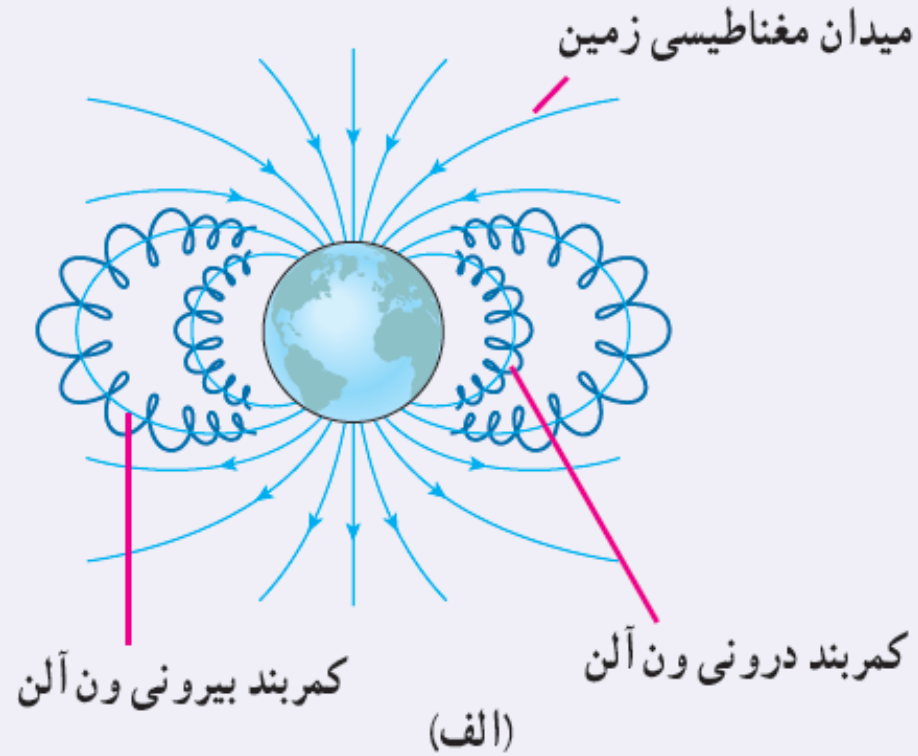 میدان مغناطیسی زمین
کمربند درونی ون آلن
کمربند بیرونی ون آلن
(الف)